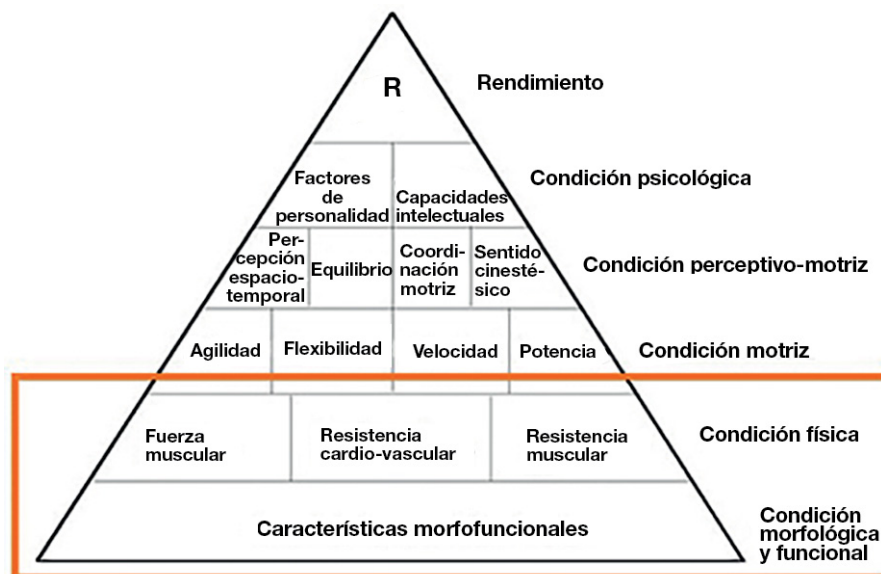 R
Rendimiento
Factores
de
personalidad
Capacidades
intelectuales
Condición psicológica
Per-
cepción
espacio-
temporal
Equilibrio
Coordi-
nación
motriz
Sentido
cinesté-
sico
Condición perceptivo-motriz
Agilidad
Flexibilidad
Velocidad
Potencia
Condición motriz
Fuerza
muscular
Resistencia
cardio-vascular
Resistencia
muscular
Condición física
Características morfofuncionales
Condición
morfológica
y funcional